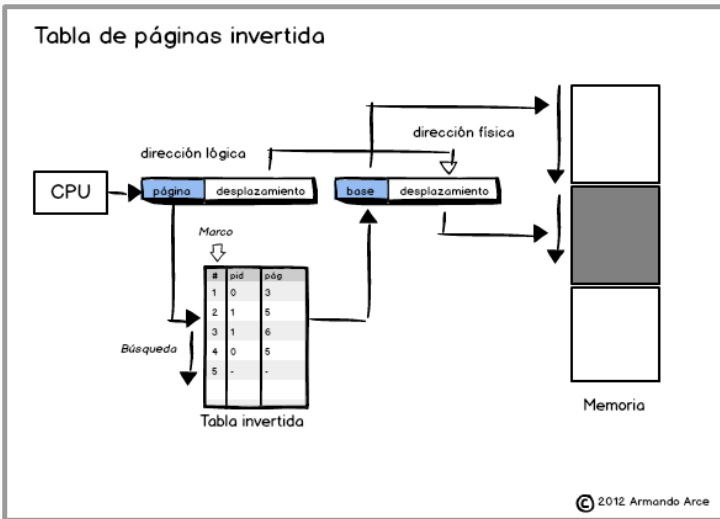 Tabla de páginas invertida
dirección lógica
dirección física
CPU
página desplazamiento
base desplazamiento
Marco
# pid pág
1 0 3
2 1 5
3 1 6
4 0 5
5 - -
Búsqueda
Tabla invertida
Memoria
© 2012 Armando Arce